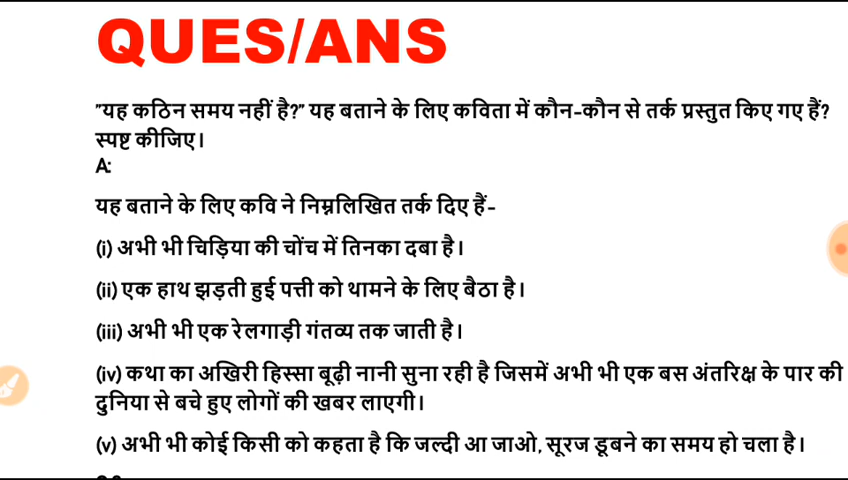 QUES/ANS
"यह कठिन समय नहीं है?" यह बताने के लिए कविता में कौन-कौन से तर्क प्रस्तुत किए गए हैं?
स्पष्ट कीजिए।
A:
यह बताने के लिए कवि ने निम्नलिखित तर्क दिए हैं-
(i) अभी भी चिड़िया की चोंच में तिनका दबा है।
(ii) एक हाथ झड़ती हुई पत्ती को थामने के लिए बैठा है।
(iii) अभी भी एक रेलगाड़ी गंतव्य तक जाती है।
(iv) कथा का अखिरी हिस्सा बूढ़ी नानी सुना रही है जिसमें अभी भी एक बस अंतरिक्ष के पार की
दुनिया से बचे हुए लोगों की खबर लाएगी।
(v) अभी भी कोई किसी को कहता है कि जल्दी आ जाओ, सूरज डूबने का समय हो चला है।